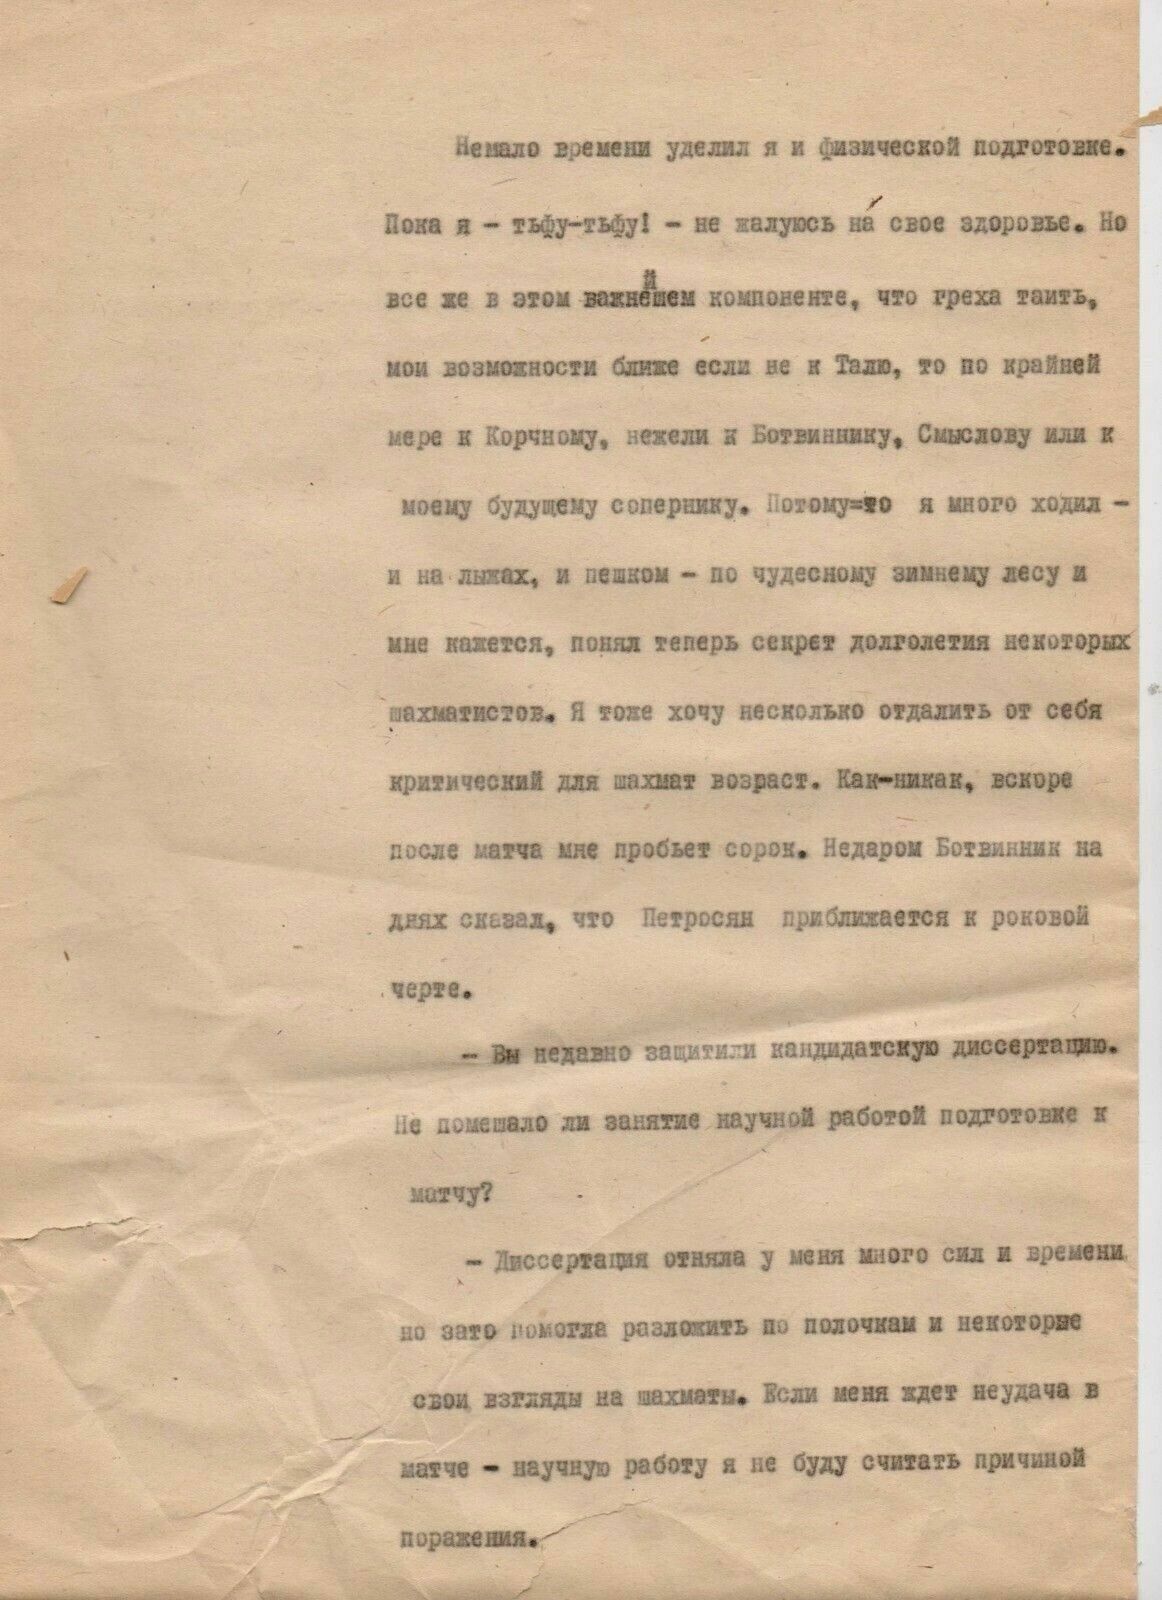 Немало времени уделил я и физической подготовке.
Пока я - тьфу-тьфу! - не жалуюсь на свое здоровье. Но
все же в этом важнейшем компоненте, что греха таить,
мои возможности ближе если не к Талю, то по крайней
мере к Корчному, нежели к Ботвиннику, Смыслову или к
моему будущему сопернику. Потому=то я много ходил -
и на лыжах, и пешком - по чудесному зимнему лесу и
мне кажется, понял теперь секрет долголетия некоторых
шахматистов. Я тоже хочу несколько отдалить от себя
критический для шахмат возраст. Как-никак, вскоре
после матча мне пробьет сорок. Недаром Ботвинник на
днях сказал, что Петросян приближается к роковой
черте.
- Вы недавно защитили кандидатскую диссертацию.
Не помешало ли занятие научной работой подготовке к
матчу?
- Диссертация отняла у меня много сил и времени
но зато помогла разложить по полочкам и некоторые
свои взгляды на шахматы. Если меня ждет неудача в
матче - научную работу я не буду считать причиной
поражения.